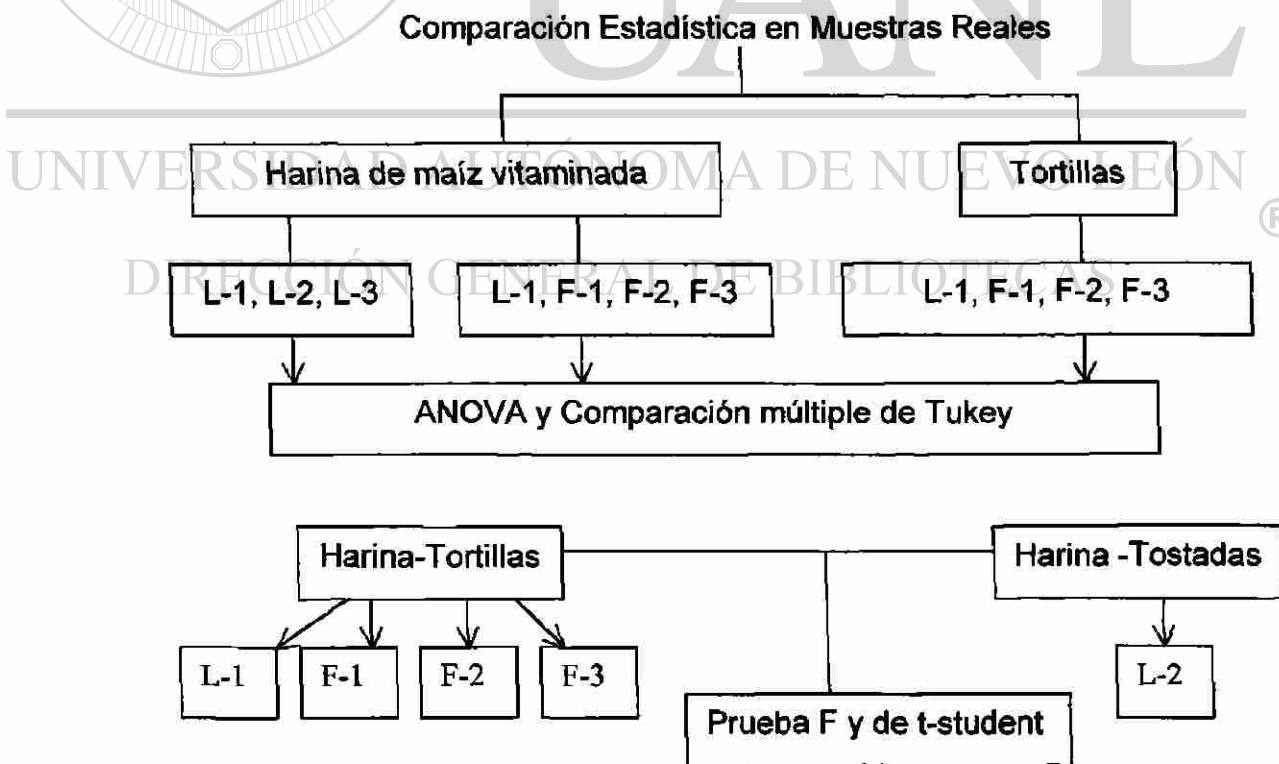 Comparación Estadística en Muestras Reales
UANL
UNIVERSIDAD AUTÓNOMA DE NUEVO LEÓN
®
Harina de maíz vitaminada
Tortillas
DIRECCIÓN GENERAL DE BIBLIOTECAS
L-1, L-2, L-3
L-1, F-1, F-2, F-3
L-1, F-1, F-2, F-3
ANOVA y Comparación múltiple de Tukey
Harina-Tortillas
Harina -Tostadas
L-1
F-1
F-2
F-3
L-2
Prueba F y de t-student